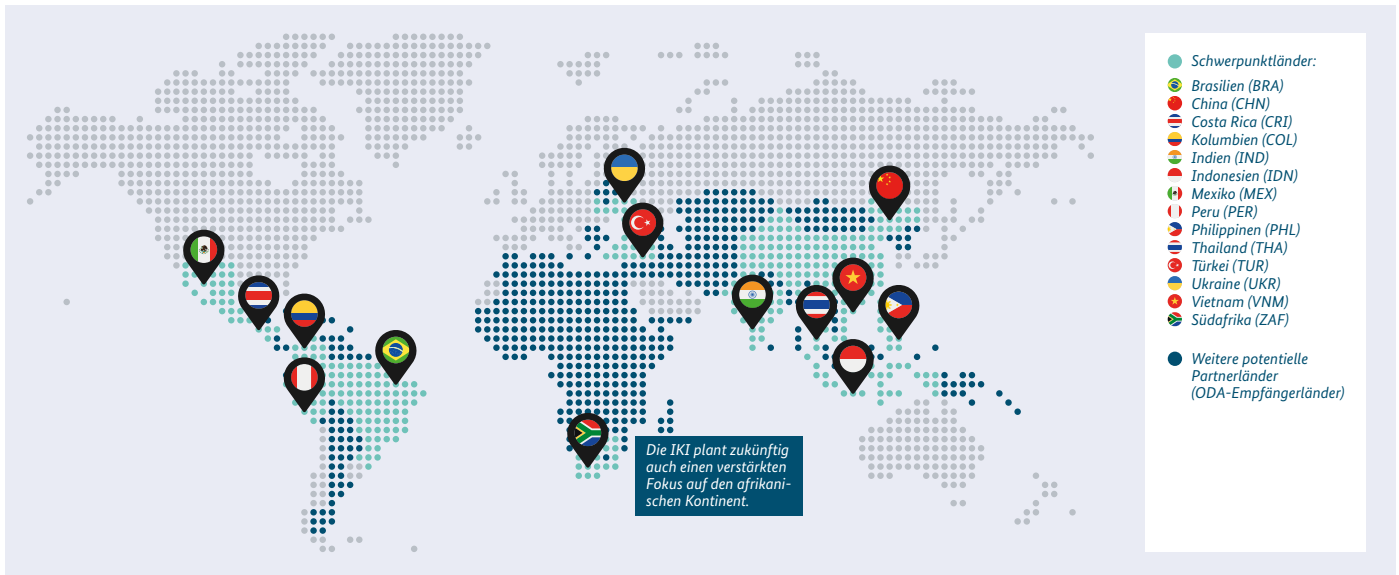 Schwerpunktländer:
Brasilien (BRA)
China (CHN)
Costa Rica (CRI)
Kolumbien (COL)
Indien (IND)
Indonesien (IDN)
Mexiko (MEX)
Peru (PER)
Philippinen (PHL)
Thailand (THA)
Türkei (TUR)
Ukraine (UKR)
Vietnam (VNM)
Südafrika (ZAF)
Weitere potentielle
Partnerländer
(ODA-Empfängerländer)
Die IKI plant zukünftig
auch einen verstärkten
Fokus auf den afrikani-
schen Kontinent.